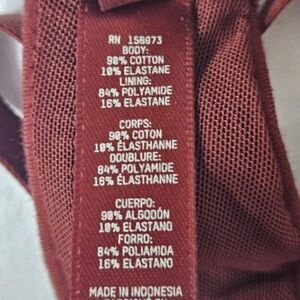 RN 158973
BODY:
90% COTTON
10% ELASTANE
LINING:
84% POLYAMIDE
16% ELASTANE
CORPS:
90% COTON
10% ÉLASTHANNE
DOUBLURE:
84% POLYAMIDE
16% ÉLASTHANNE
CUERPO:
90% ALGODÓN
10% ELASTANO
FORRO:
84% POLIAMIDA
16% ELASTANO
MADE IN INDONESIA